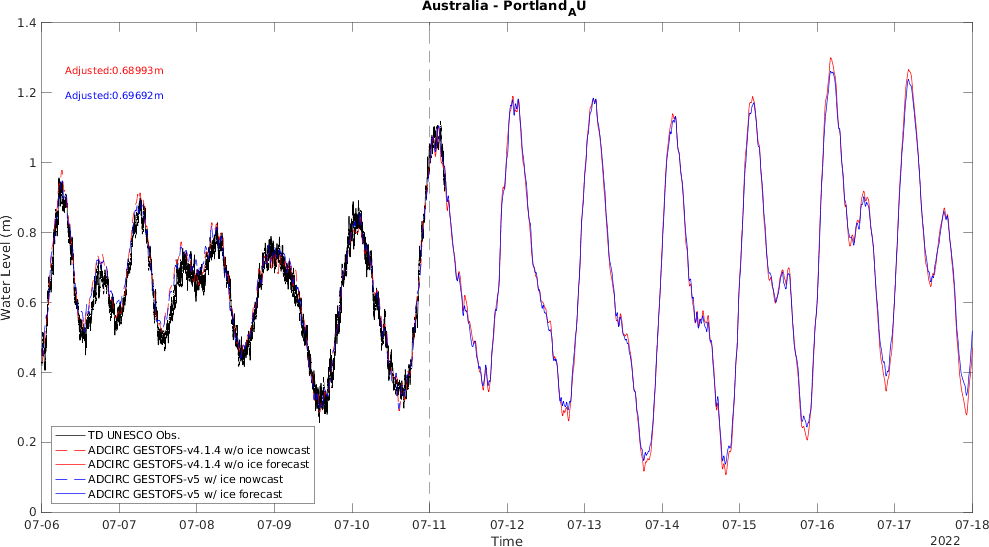 Australia - Portland_AU
1.4
1.2
1
0.8
0.6
0.4
0.2
0
Water Level (m)
Adjusted:0.68993m
Adjusted:0.69692m
TD UNESCO Obs.
ADCIRC GESTOFS-v4.1.4 w/o ice nowcast
ADCIRC GESTOFS-v4.1.4 w/o ice forecast
ADCIRC GESTOFS-v5 w/ ice nowcast
ADCIRC GESTOFS-v5 w/ ice forecast
07-06 07-07 07-08 07-09 07-10 07-11 07-12 07-13 07-14 07-15 07-16 07-17 07-18
Time
2022